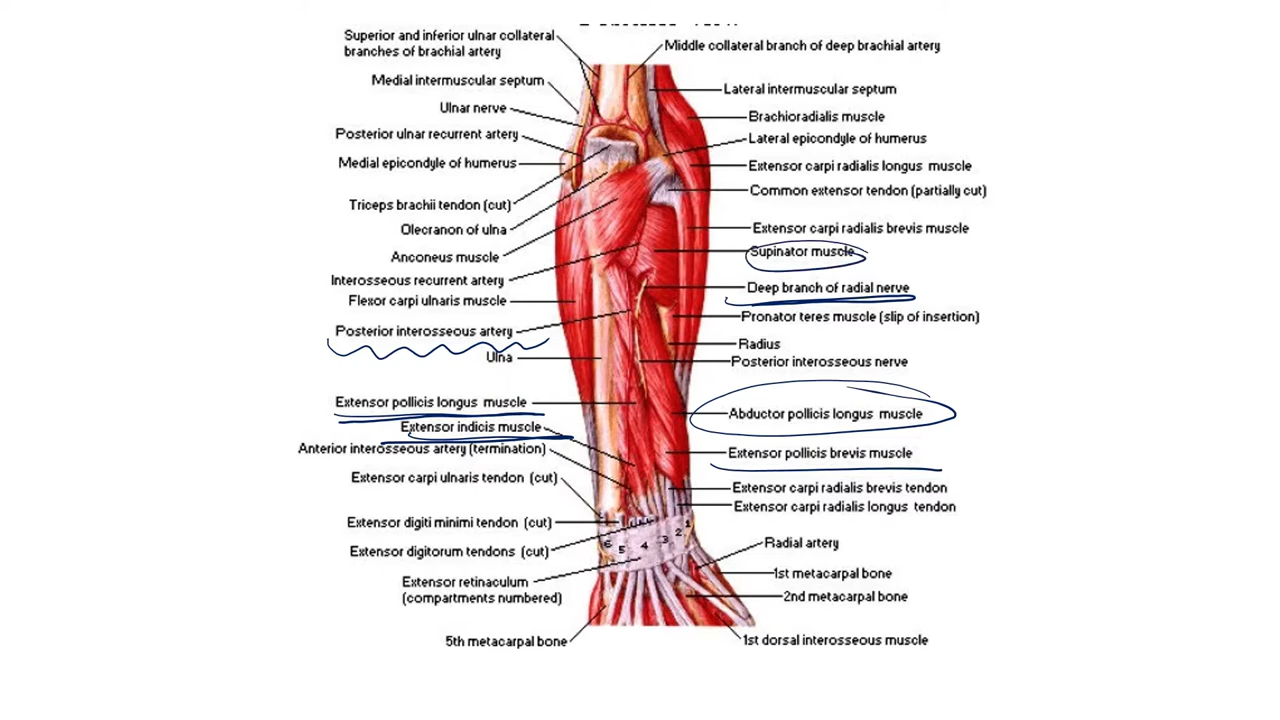 Superior and inferior ulnar collateral
branches of brachial artery
Medial intermuscular septum
Ulnar nerve
Posterior ulnar recurrent artery
Medial epicondyle of humerus
Triceps brachii tendon (cut)
Olecranon of ulna
Anconeus muscle
Interosseous recurrent artery
Flexor carpi ulnaris muscle
Posterior interosseous artery
Ulna
Extensor pollicis longus muscle
Extensor indicis muscle
Anterior interosseous artery (termination)
Extensor carpi ulnaris tendon (cut)
Extensor digiti minimi tendon (cut)
Extensor digitorum tendons (cut)
Extensor retinaculum
(compartments numbered)
5th metacarpal bone
6 5 4 3 2 1
Middle collateral branch of deep brachial artery
Lateral intermuscular septum
Brachioradialis muscle
Lateral epicondyle of humerus
Extensor carpi radialis longus muscle
Common extensor tendon (partially cut)
Extensor carpi radialis brevis muscle
Supinator muscle
Deep branch of radial nerve
Pronator teres muscle (slip of insertion)
Radius
Posterior interosseous nerve
Abductor pollicis longus muscle
Extensor pollicis brevis muscle
Extensor carpi radialis brevis tendon
Extensor carpi radialis longus tendon
Radial artery
1st metacarpal bone
2nd metacarpal bone
1st dorsal interosseous muscle